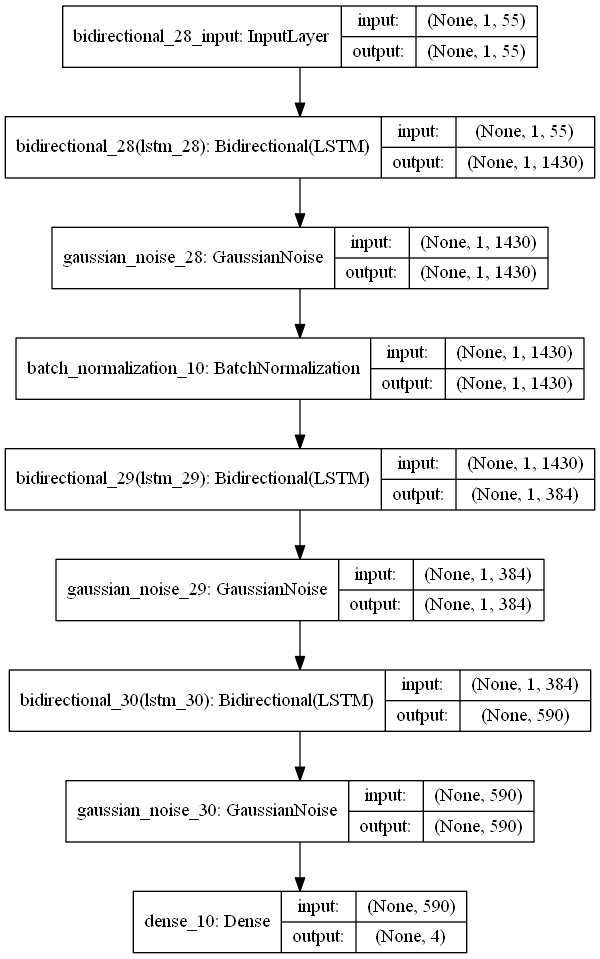 bidirectional_28_input: InputLayer
input: (None, 1, 55)
output: (None, 1, 55)
bidirectional_28(lstm_28): Bidirectional(LSTM)
input: (None, 1, 55)
output: (None, 1, 1430)
gaussian_noise_28: GaussianNoise
input: (None, 1, 1430)
output: (None, 1, 1430)
batch_normalization_10: BatchNormalization
input: (None, 1, 1430)
output: (None, 1, 1430)
bidirectional_29(lstm_29): Bidirectional(LSTM)
input: (None, 1, 1430)
output: (None, 1, 384)
gaussian_noise_29: GaussianNoise
input: (None, 1, 384)
output: (None, 1, 384)
bidirectional_30(lstm_30): Bidirectional(LSTM)
input: (None, 1, 384)
output: (None, 590)
gaussian_noise_30: GaussianNoise
input: (None, 590)
output: (None, 590)
dense_10: Dense
input: (None, 590)
output: (None, 4)